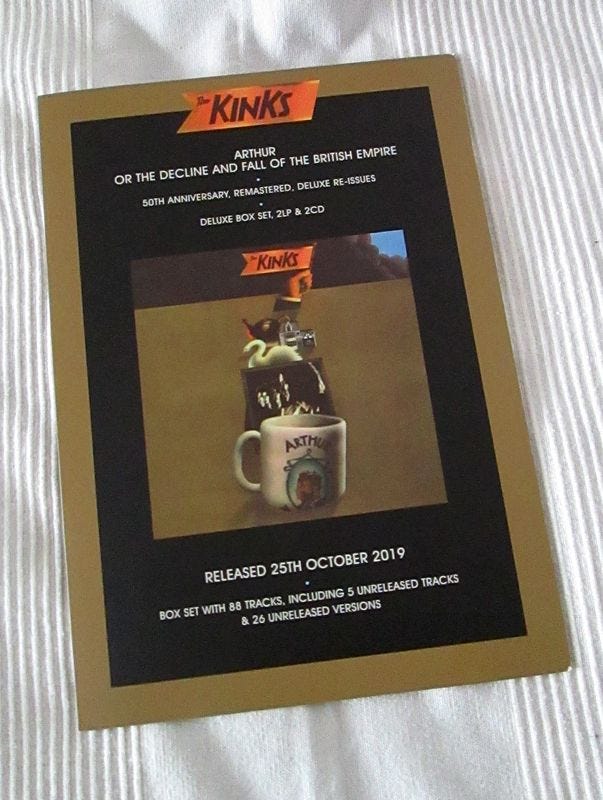 The KINKS
ARTHUR
OR THE DECLINE AND FALL OF THE BRITISH EMPIRE
50TH ANNIVERSARY, REMASTERED, DELUXE RE-ISSUES
DELUXE BOX SET, 2LP & 2CD
The KINKS
ARTHUR
RELEASED 25TH OCTOBER 2019
BOX SET WITH 88 TRACKS, INCLUDING 5 UNRELEASED TRACKS
& 26 UNRELEASED VERSIONS